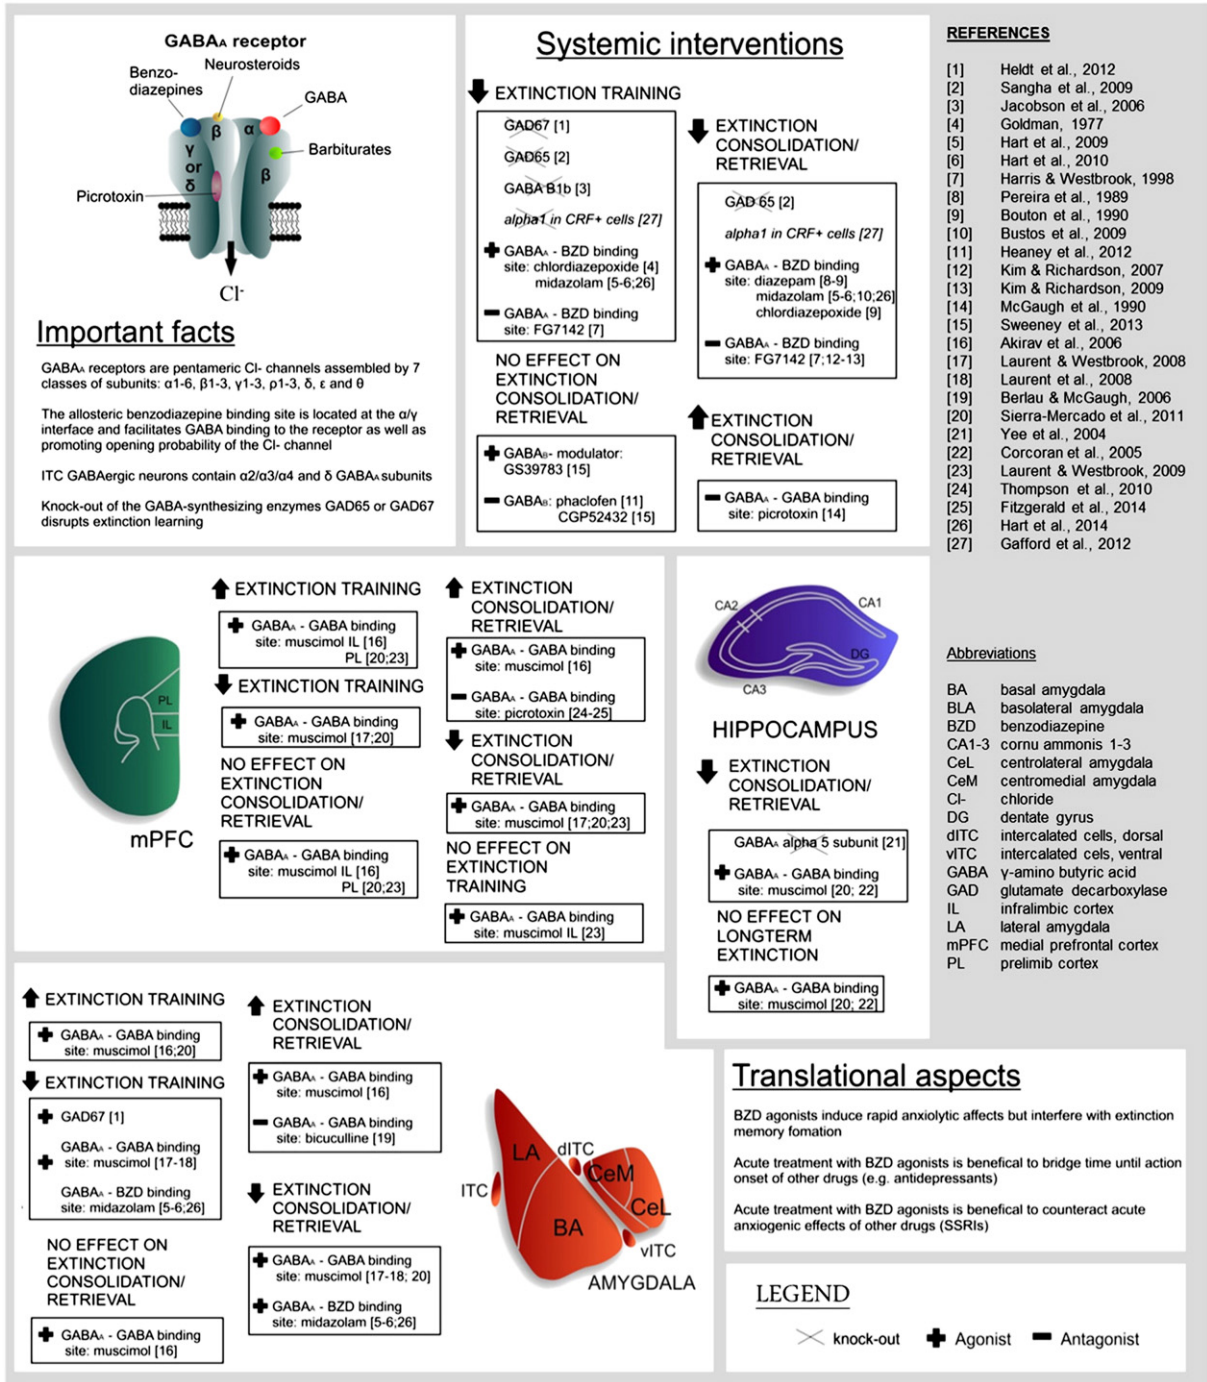 GABAA receptor
Neurosteroids
Benzo-
diazepines
GABA
β
α
γ
or
δ
β
Barbiturates
Picrotoxin
Cl-
Important facts
GABAA receptors are pentameric Cl- channels assembled by 7
classes of subunits: α1-6, β1-3, γ1-3, ρ1-3, δ, ε and θ
The allosteric benzodiazepine binding site is located at the α/γ
interface and facilitates GABA binding to the receptor as well as
promoting opening probability of the Cl- channel
ITC GABAergic neurons contain α2/α3/α4 and δ GABAA subunits
Knock-out of the GABA-synthesizing enzymes GAD65 or GAD67
disrupts extinction learning
Systemic interventions
EXTINCTION TRAINING
GAD67 [1]
GAD65 [2]
GABA B1b [3]
alpha1 in CRF+ cells [27]
GABAA - BZD binding
site: chlordiazepoxide [4]
midazolam [5-6;26]
GABAA - BZD binding
site: FG7142 [7]
NO EFFECT ON
EXTINCTION
CONSOLIDATION/
RETRIEVAL
GABAB- modulator:
GS39783 [15]
GABAB: phaclofen [11]
CGP52432 [15]
EXTINCTION
CONSOLIDATION/
RETRIEVAL
GAD 65 [2]
alpha1 in CRF+ cells [27]
GABAA - BZD binding
site: diazepam [8-9]
midazolam [5-6;10;26]
chlordiazepoxide [9]
GABAA - BZD binding
site: FG7142 [7;12-13]
EXTINCTION
CONSOLIDATION/
RETRIEVAL
GABAA - GABA binding
site: picrotoxin [14]
REFERENCES
[1] Heldt et al., 2012
[2] Sangha et al., 2009
[3] Jacobson et al., 2006
[4] Goldman, 1977
[5] Hart et al., 2009
[6] Hart et al., 2010
[7] Harris & Westbrook, 1998
[8] Pereira et al., 1989
[9] Bouton et al., 1990
[10] Bustos et al., 2009
[11] Heaney et al., 2012
[12] Kim & Richardson, 2007
[13] Kim & Richardson, 2009
[14] McGaugh et al., 1990
[15] Sweeney et al., 2013
[16] Akirav et al., 2006
[17] Laurent & Westbrook, 2008
[18] Laurent et al., 2008
[19] Berlau & McGaugh, 2006
[20] Sierra-Mercado et al., 2011
[21] Yee et al., 2004
[22] Corcoran et al., 2005
[23] Laurent & Westbrook, 2009
[24] Thompson et al., 2010
[25] Fitzgerald et al., 2014
[26] Hart et al., 2014
[27] Gafford et al., 2012
Abbreviations
BA basal amygdala
BLA basolateral amygdala
BZD benzodiazepine
CA1-3 cornu ammonis 1-3
CeL centrolateral amygdala
CeM centromedial amygdala
Cl- chloride
DG dentate gyrus
dITC intercalated cells, dorsal
vITC intercalated cels, ventral
GABA γ-amino butyric acid
GAD glutamate decarboxylase
IL infralimbic cortex
LA lateral amygdala
mPFC medial prefrontal cortex
PL prelimib cortex
PL
IL
mPFC
EXTINCTION TRAINING
GABAA - GABA binding
site: muscimol IL [16]
PL [20;23]
EXTINCTION TRAINING
GABAA - GABA binding
site: muscimol [17;20]
NO EFFECT ON
EXTINCTION
CONSOLIDATION/
RETRIEVAL
GABAA - GABA binding
site: muscimol IL [16]
PL [20;23]
EXTINCTION
CONSOLIDATION/
RETRIEVAL
GABAA - GABA binding
site: muscimol [16]
GABAA - GABA binding
site: picrotoxin [24-25]
EXTINCTION
CONSOLIDATION/
RETRIEVAL
GABAA - GABA binding
site: muscimol [17;20;23]
NO EFFECT ON
EXTINCTION
TRAINING
GABAA - GABA binding
site: muscimol IL [23]
CA2
CA1
DG
CA3
HIPPOCAMPUS
EXTINCTION
CONSOLIDATION/
RETRIEVAL
GABAA alpha 5 subunit [21]
GABAA - GABA binding
site: muscimol [20; 22]
NO EFFECT ON
LONGTERM
EXTINCTION
GABAA - GABA binding
site: muscimol [20; 22]
EXTINCTION TRAINING
GABAA - GABA binding
site: muscimol [16;20]
EXTINCTION TRAINING
GAD67 [1]
GABAA - GABA binding
site: muscimol [17-18]
GABAA - BZD binding
site: midazolam [5-6;26]
NO EFFECT ON
EXTINCTION
CONSOLIDATION/
RETRIEVAL
GABAA - GABA binding
site: muscimol [16]
EXTINCTION
CONSOLIDATION/
RETRIEVAL
GABAA - GABA binding
site: muscimol [16]
GABAA - GABA binding
site: bicuculline [19]
EXTINCTION
CONSOLIDATION/
RETRIEVAL
GABAA - GABA binding
site: muscimol [17-18; 20]
GABAA - BZD binding
site: midazolam [5-6;26]
LA
dITC
CeM
ITC
CeL
BA
vITC
AMYGDALA
Translational aspects
BZD agonists induce rapid anxiolytic affects but interfere with extinction
memory fomation
Acute treatment with BZD agonists is benefical to bridge time until action
onset of other drugs (e.g. antidepressants)
Acute treatment with BZD agonists is benefical to counteract acute
anxiogenic effects of other drugs (SSRIs)
LEGEND
knock-out
Agonist
Antagonist